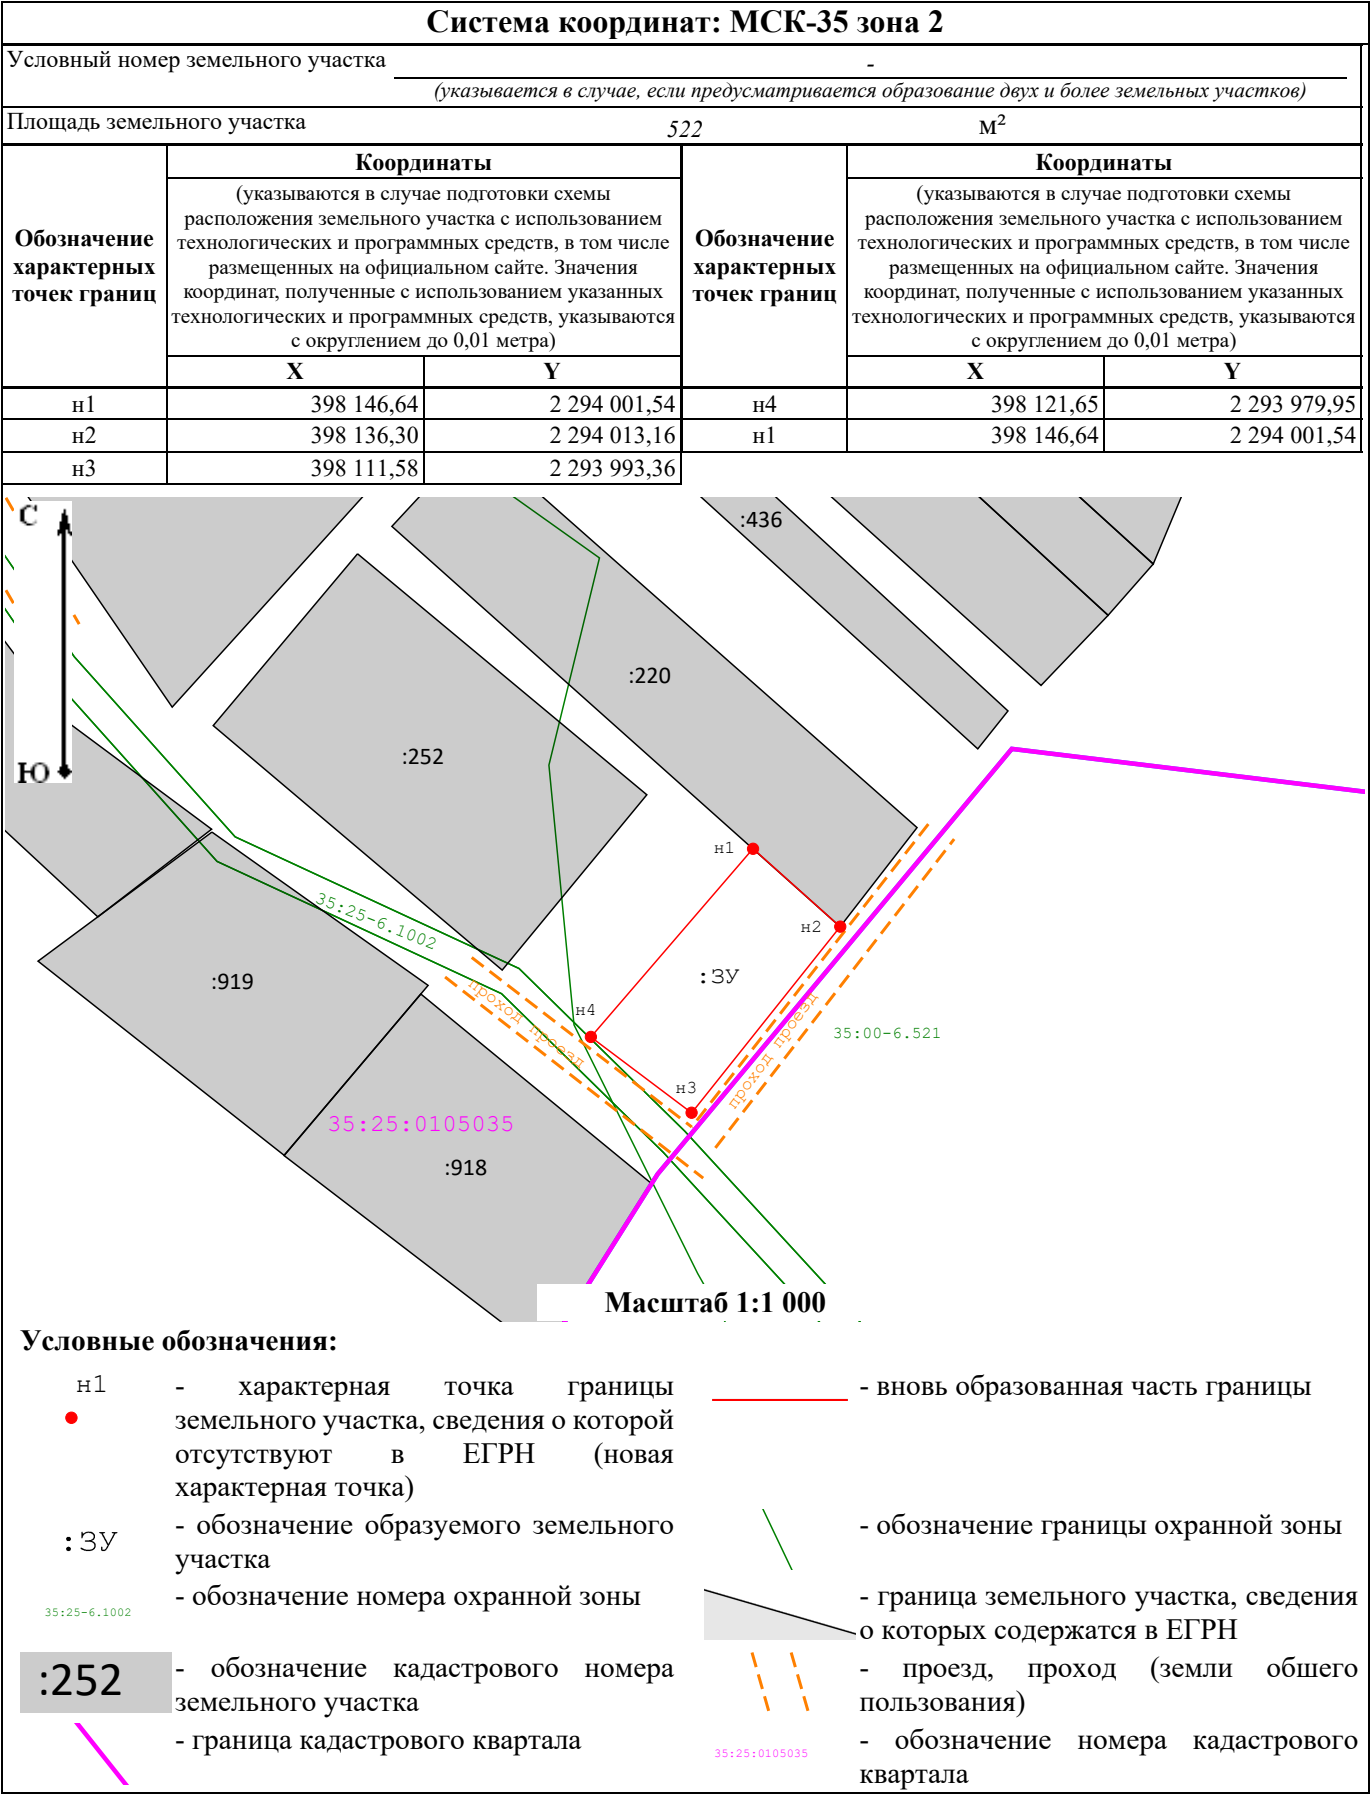 Система координат: МСК-35 зона 2
Условный номер земельного участка -
(указывается в случае, если предусматривается образование двух и более земельных участков)
Площадь земельного участка 522 м²
Обозначение
характерных
точек границ
Координаты
(указываются в случае подготовки схемы
расположения земельного участка с использованием
технологических и программных средств, в том числе
размещенных на официальном сайте. Значения
координат, полученные с использованием указанных
технологических и программных средств, указываются
с округлением до 0,01 метра)
X Y
Обозначение
характерных
точек границ
Координаты
(указываются в случае подготовки схемы
расположения земельного участка с использованием
технологических и программных средств, в том числе
размещенных на официальном сайте. Значения
координат, полученные с использованием указанных
технологических и программных средств, указываются
с округлением до 0,01 метра)
X Y
н1 398 146,64 2 294 001,54 н4 398 121,65 2 293 979,95
н2 398 136,30 2 294 013,16 н1 398 146,64 2 294 001,54
н3 398 111,58 2 293 993,36
С
Ю
:436
:220
:252
н1
35:25-6.1002
н2
:919
:ЗУ
проход проезд
н4
35:00-6.521
проход проезд
н3
35:25:0105035
:918
Масштаб 1:1 000
Условные обозначения:
н1
- характерная точка границы
земельного участка, сведения о которой
отсутствуют в ЕГРН (новая
характерная точка)
- вновь образованная часть границы
:ЗУ
- обозначение образуемого земельного
участка
- обозначение границы охранной зоны
35:25-6.1002
- обозначение номера охранной зоны
- граница земельного участка, сведения
о которых содержатся в ЕГРН
:252
- обозначение кадастрового номера
земельного участка
- проезд, проход (земли обшего
пользования)
- граница кадастрового квартала
35:25:0105035
- обозначение номера кадастрового
квартала